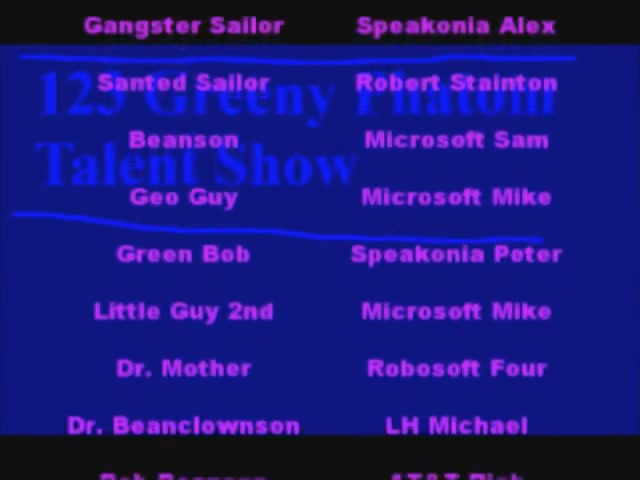 Gangster Sailor Speakonia Alex
Santed Sailor Robert Stainton
123 Greeny Phatom
Beanson Microsoft Sam
Talent Show
Geo Guy Microsoft Mike
Green Bob Speakonia Peter
Little Guy 2nd Microsoft Mike
Dr. Mother Robosoft Four
Dr. Beanclownson LH Michael